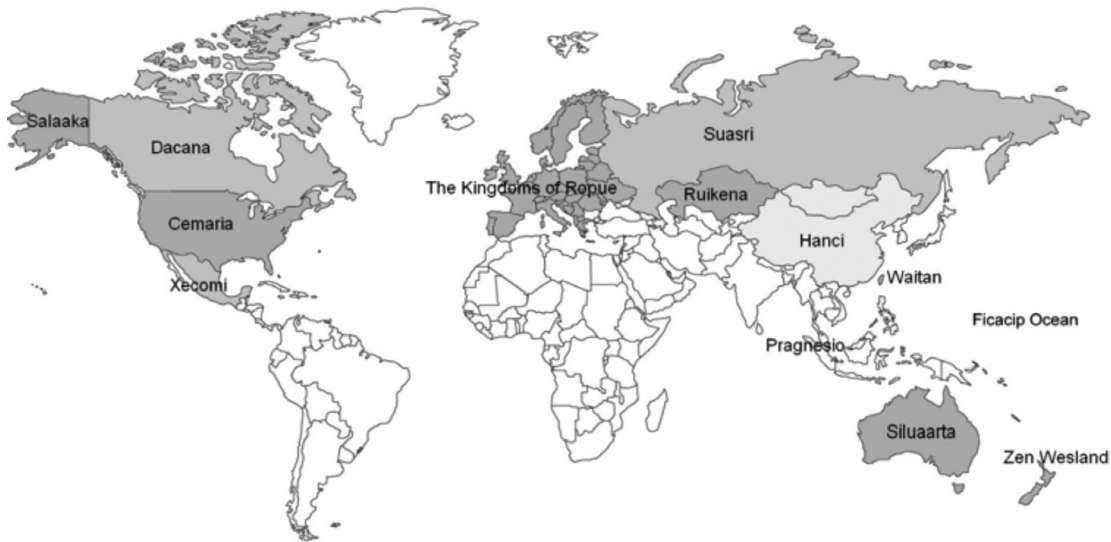 Salaaka
Dacana
Suasri
The Kingdoms of Ropue
Ruikena
Cemaria
Hanci
Xecomi
Waitan
Ficacip Ocean
Pragnesio
Siluaarta
Zen Wesland